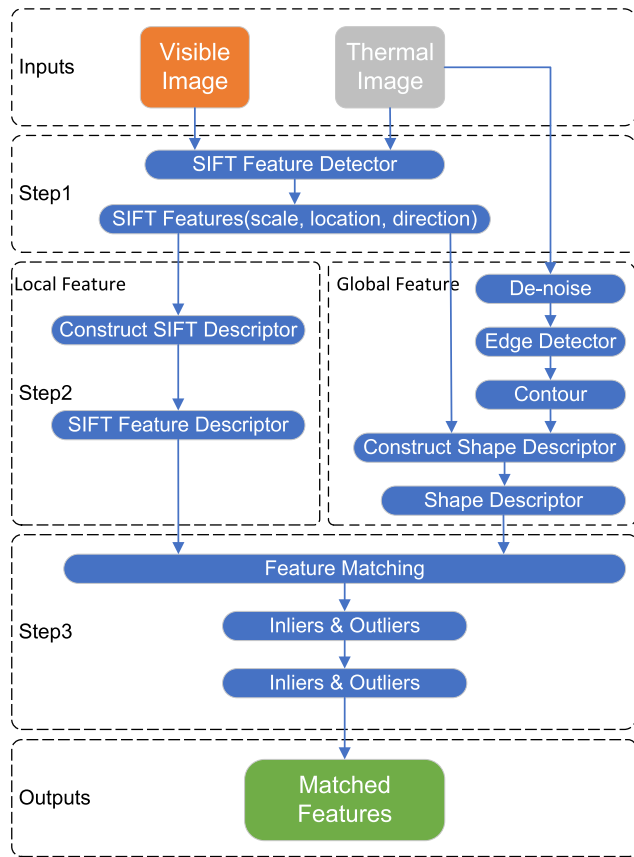 Inputs
Visible
Image
Thermal
Image
Step1
SIFT Feature Detector
SIFT Features(scale, location, direction)
Local Feature
Construct SIFT Descriptor
Step2
SIFT Feature Descriptor
Global Feature
De-noise
Edge Detector
Contour
Construct Shape Descriptor
Shape Descriptor
Step3
Feature Matching
Inliers & Outliers
Inliers & Outliers
Outputs
Matched
Features